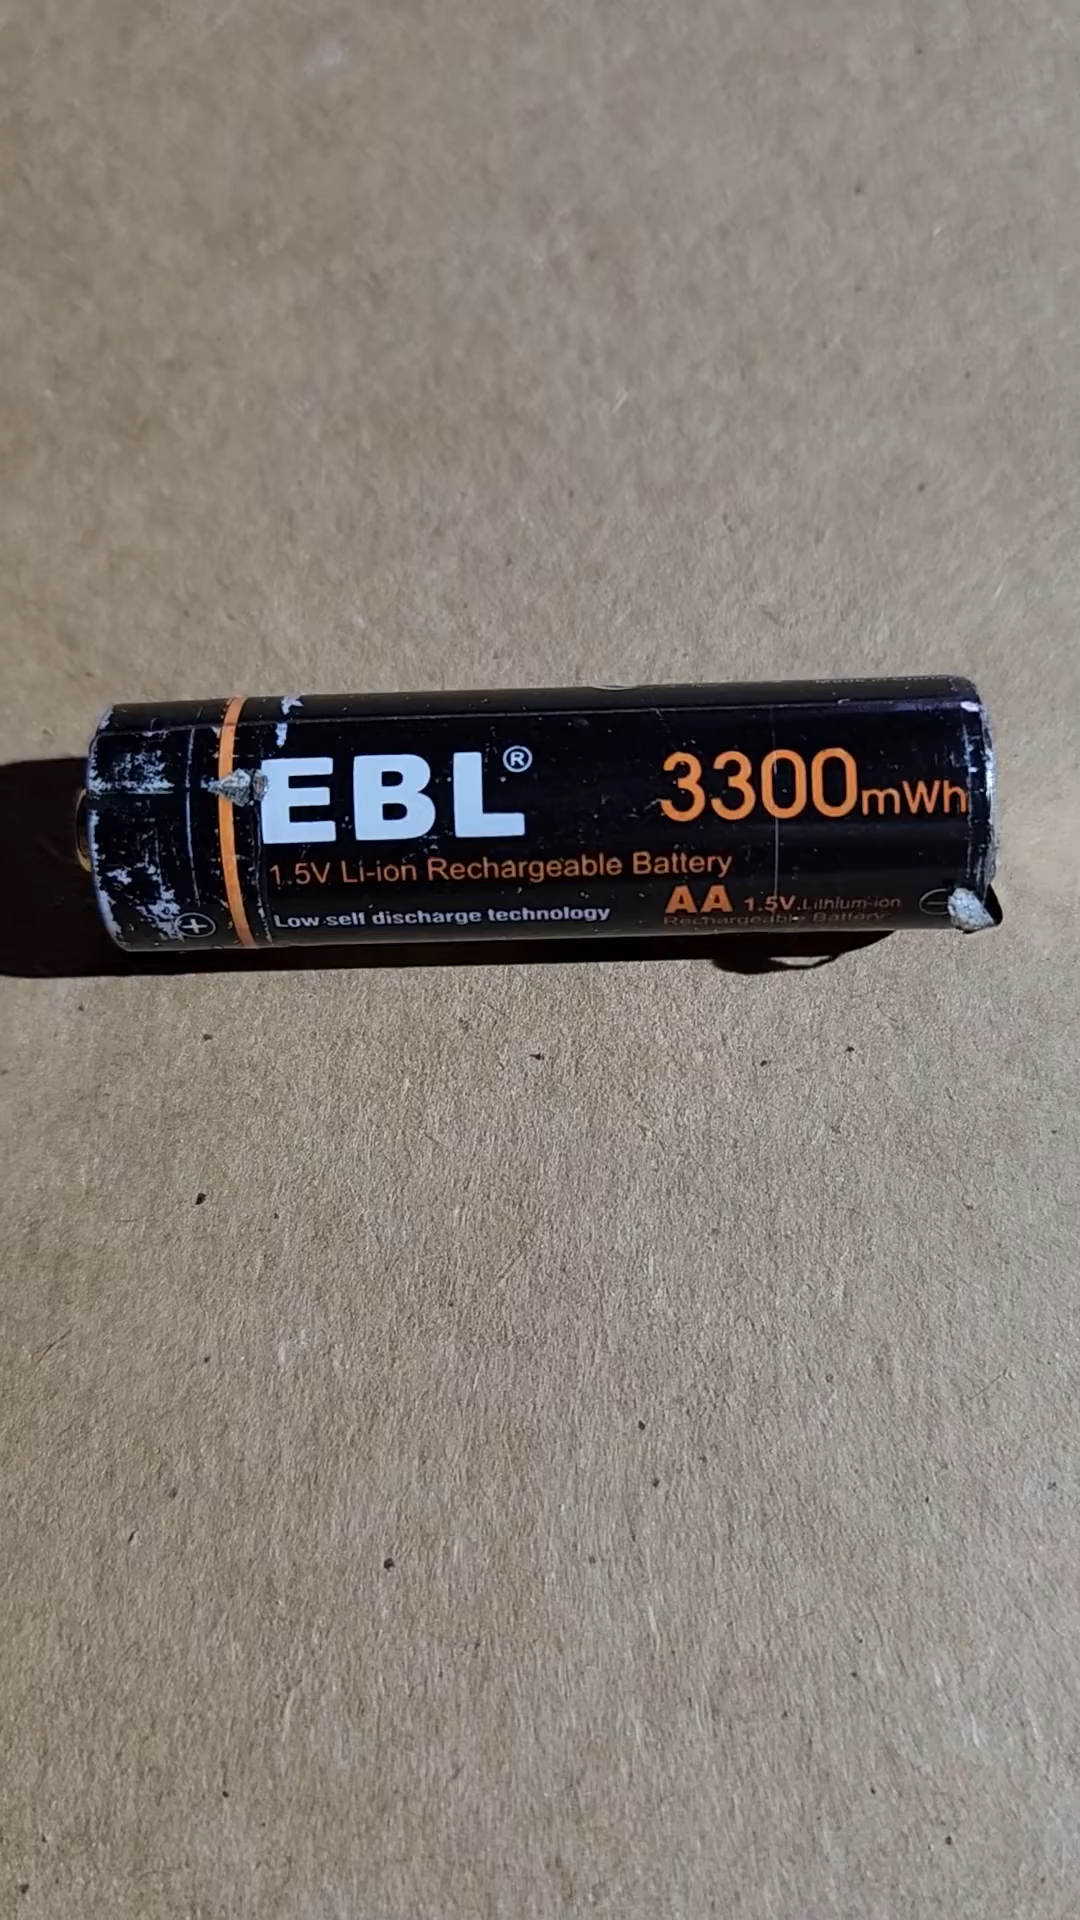 EBL®
3300mWh
1.5V Li-ion Rechargeable Battery
Low self discharge technology
AA 1.5V Lithium-ion
Rechargeable Battery
+
−